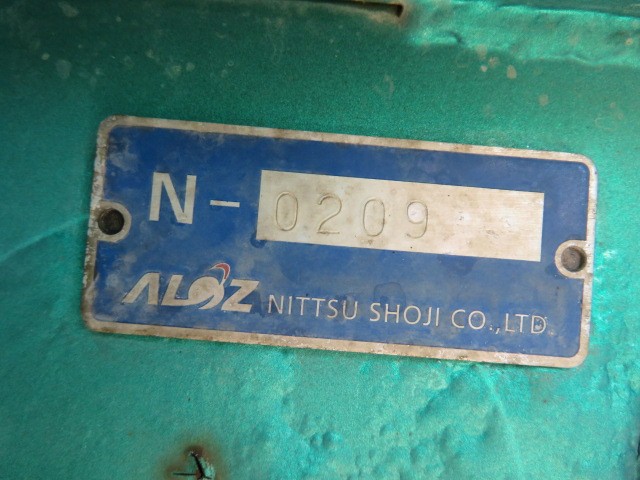 N-0209
ALOZ NITTSU SHOJI CO.,LTD.